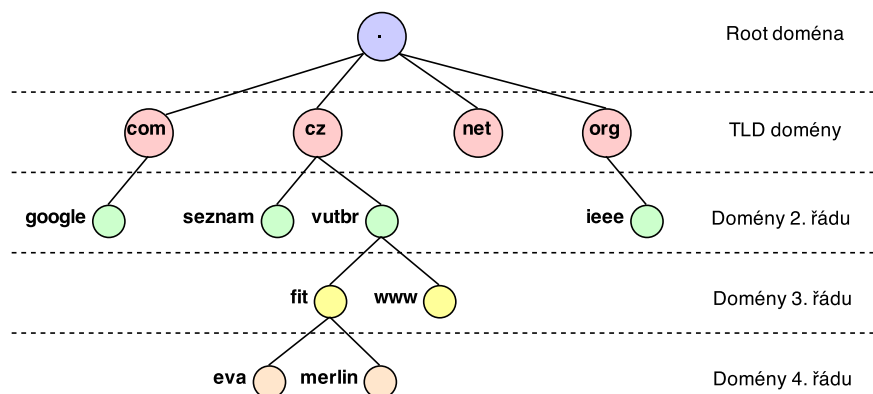 . Root doména
com cz net org TLD domény
google seznam vutbr ieee Domény 2. řádu
fit www Domény 3. řádu
eva merlin Domény 4. řádu